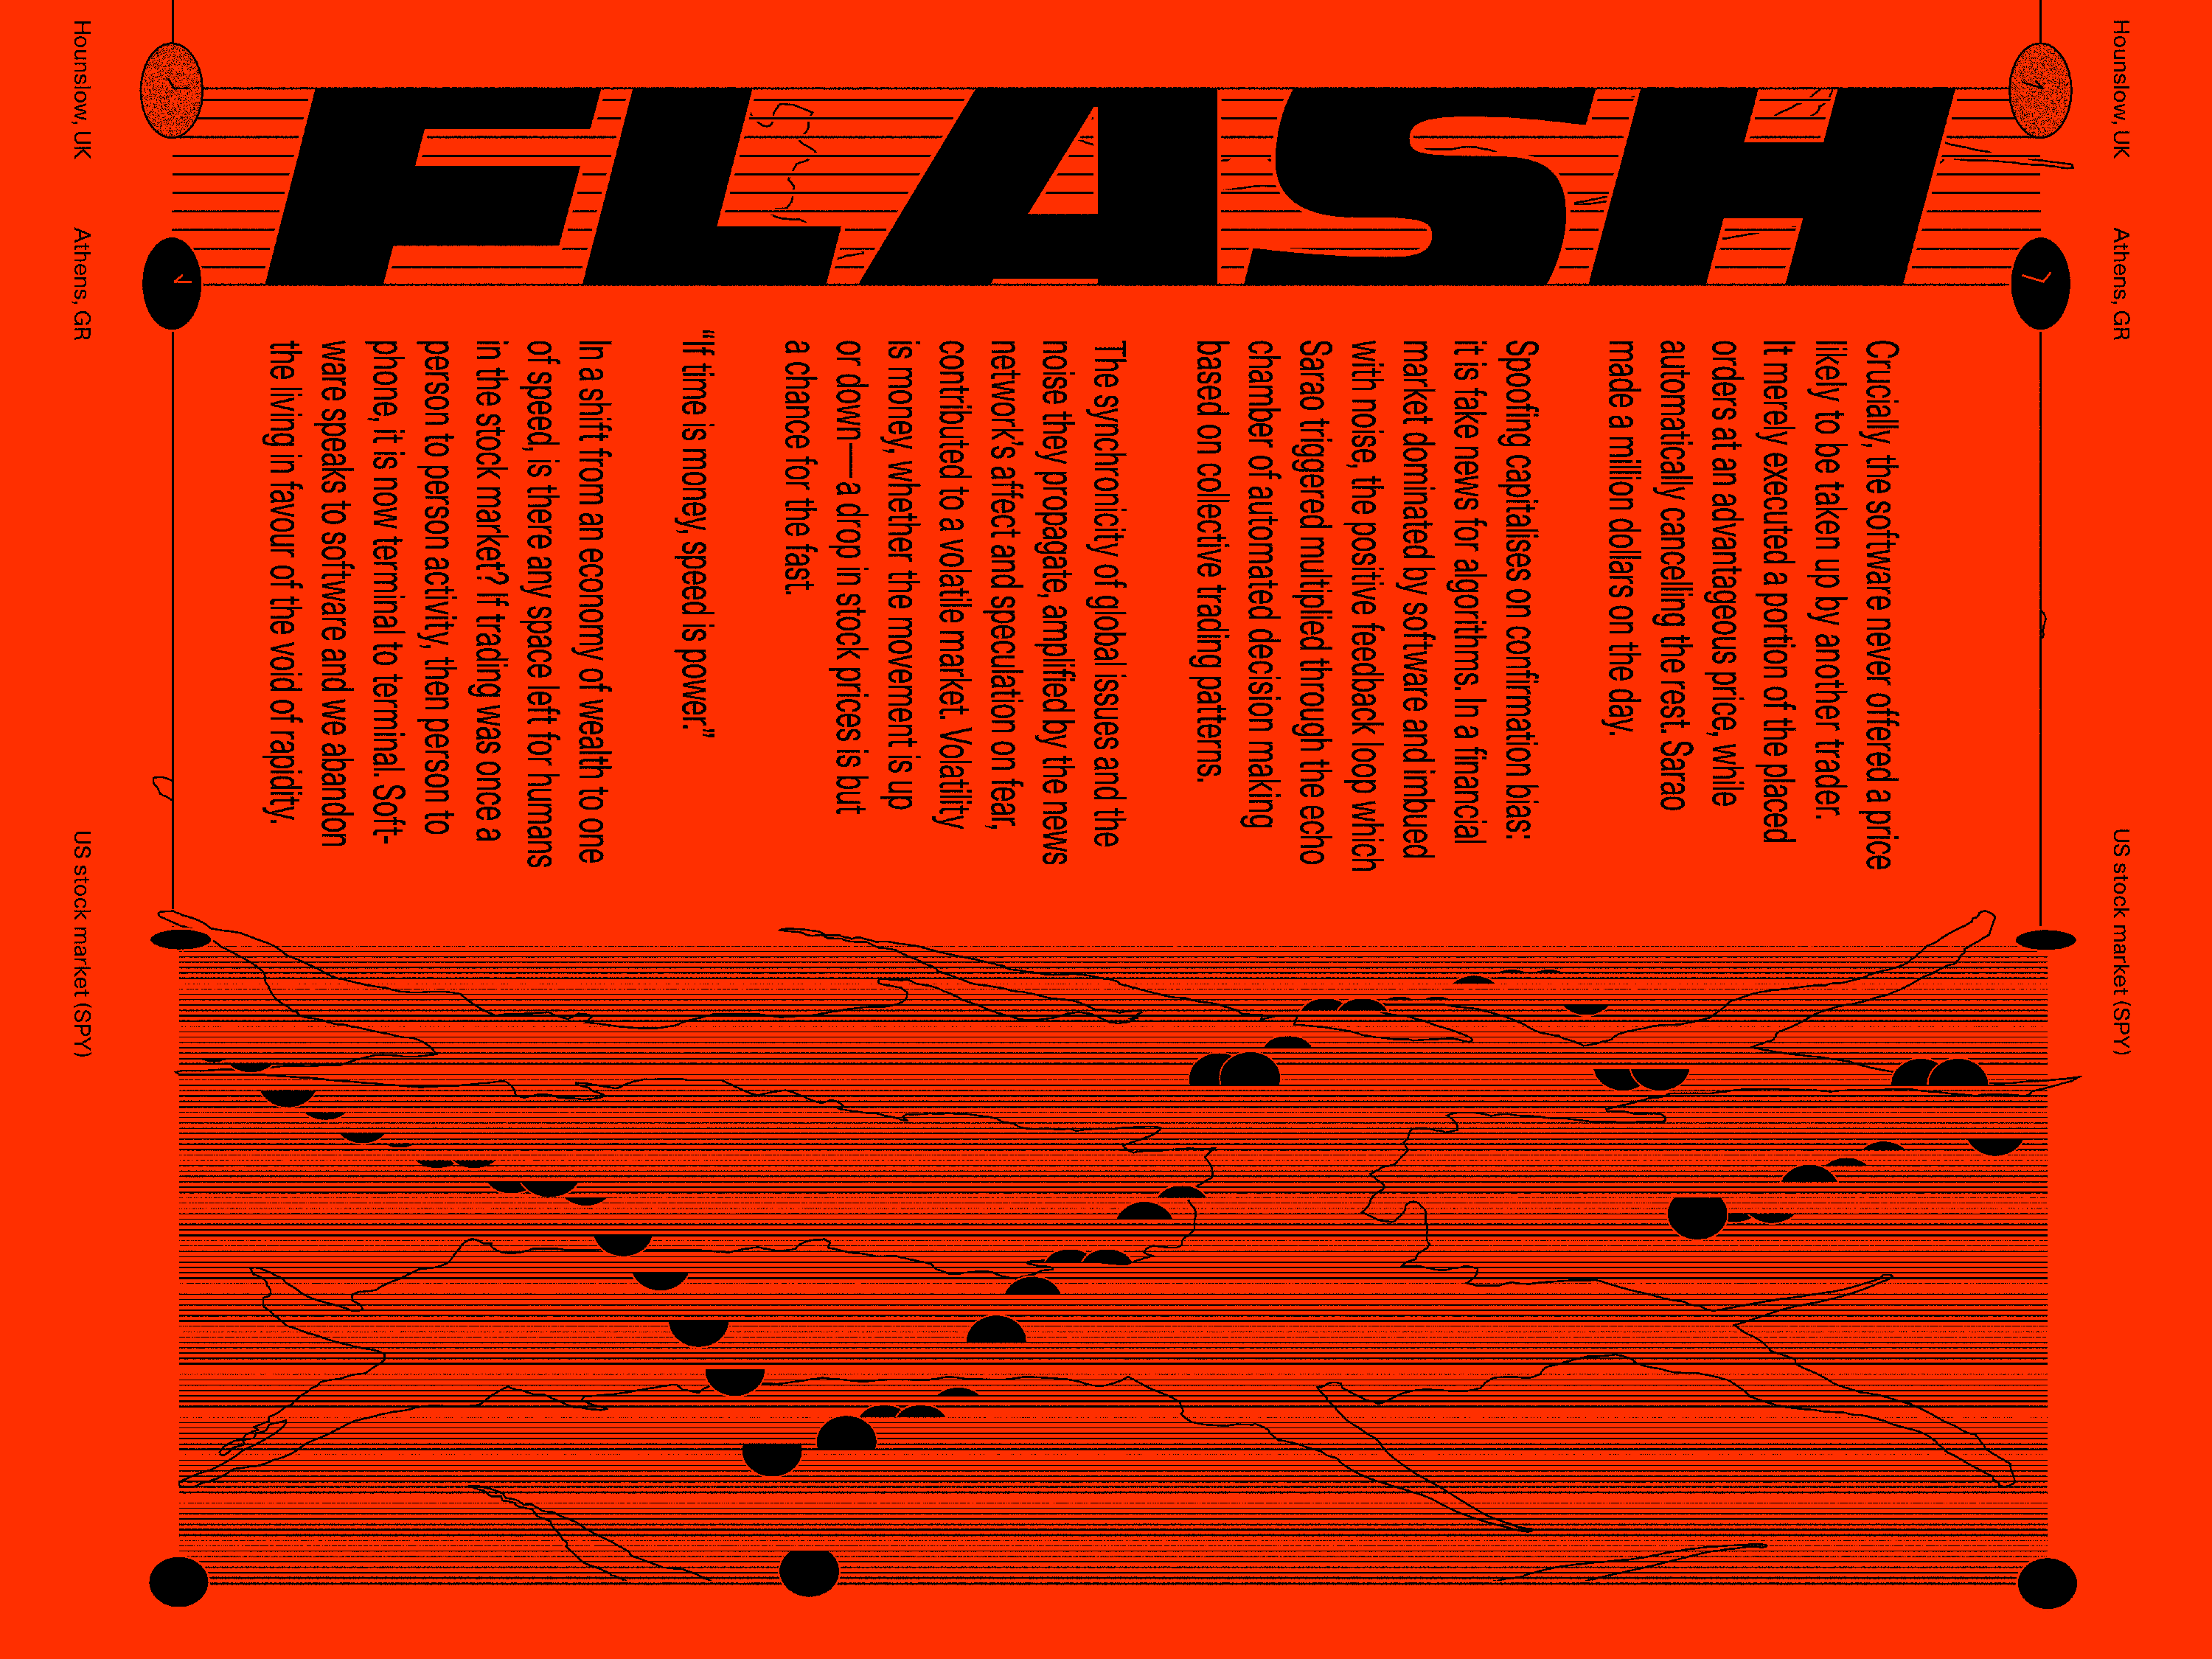 FLASH
Hounslow, UK
Athens, GR
US stock market (SPY)
Hounslow, UK
Athens, GR
US stock market (SPY)
Crucially, the software never offered a price
likely to be taken up by another trader.
It merely executed a portion of the placed
orders at an advantageous price, while
automatically cancelling the rest. Sarao
made a million dollars on the day.
Spoofing capitalises on confirmation bias:
it is fake news for algorithms. In a financial
market dominated by software and imbued
with noise, the positive feedback loop which
Sarao triggered multiplied through the echo
chamber of automated decision making
based on collective trading patterns.
The synchronicity of global issues and the
noise they propagate, amplified by the news
network’s affect and speculation on fear,
contributed to a volatile market. Volatility
is money, whether the movement is up
or down—a drop in stock prices is but
a chance for the fast.
“If time is money, speed is power.”
In a shift from an economy of wealth to one
of speed, is there any space left for humans
in the stock market? If trading was once a
person to person activity, then person to
phone, it is now terminal to terminal. Soft-
ware speaks to software and we abandon
the living in favour of the void of rapidity.